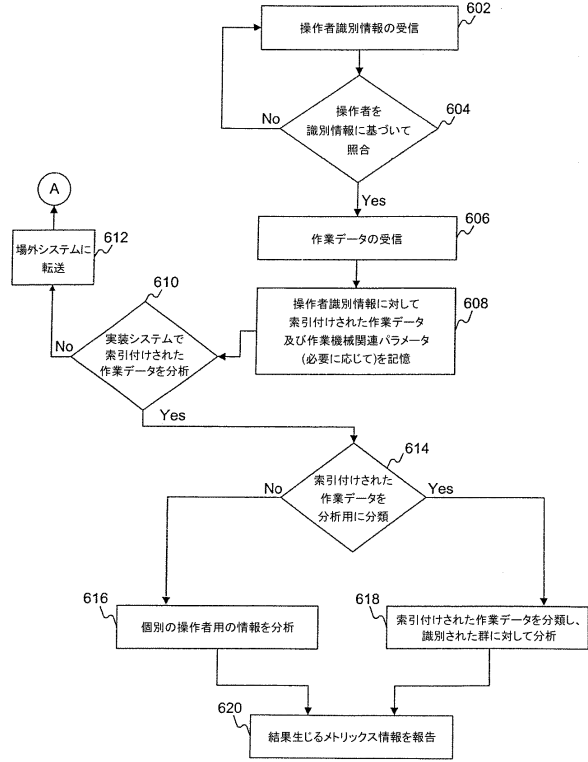 操作者識別情報の受信
602
操作者を
識別情報に基づいて
照合
604
No
Yes
A
作業データの受信
606
場外システムに
転送
612
610
操作者識別情報に対して
索引付けされた作業データ
及び作業機械関連パラメータ
(必要に応じて)を記憶
608
実装システムで
索引付けされた
作業データを分析
No
Yes
614
索引付けされた
作業データを
分析用に分類
No
Yes
616
個別の操作者用の情報を分析
618
索引付けされた作業データを分類し、
識別された群に対して分析
620
結果生じるメトリックス情報を報告